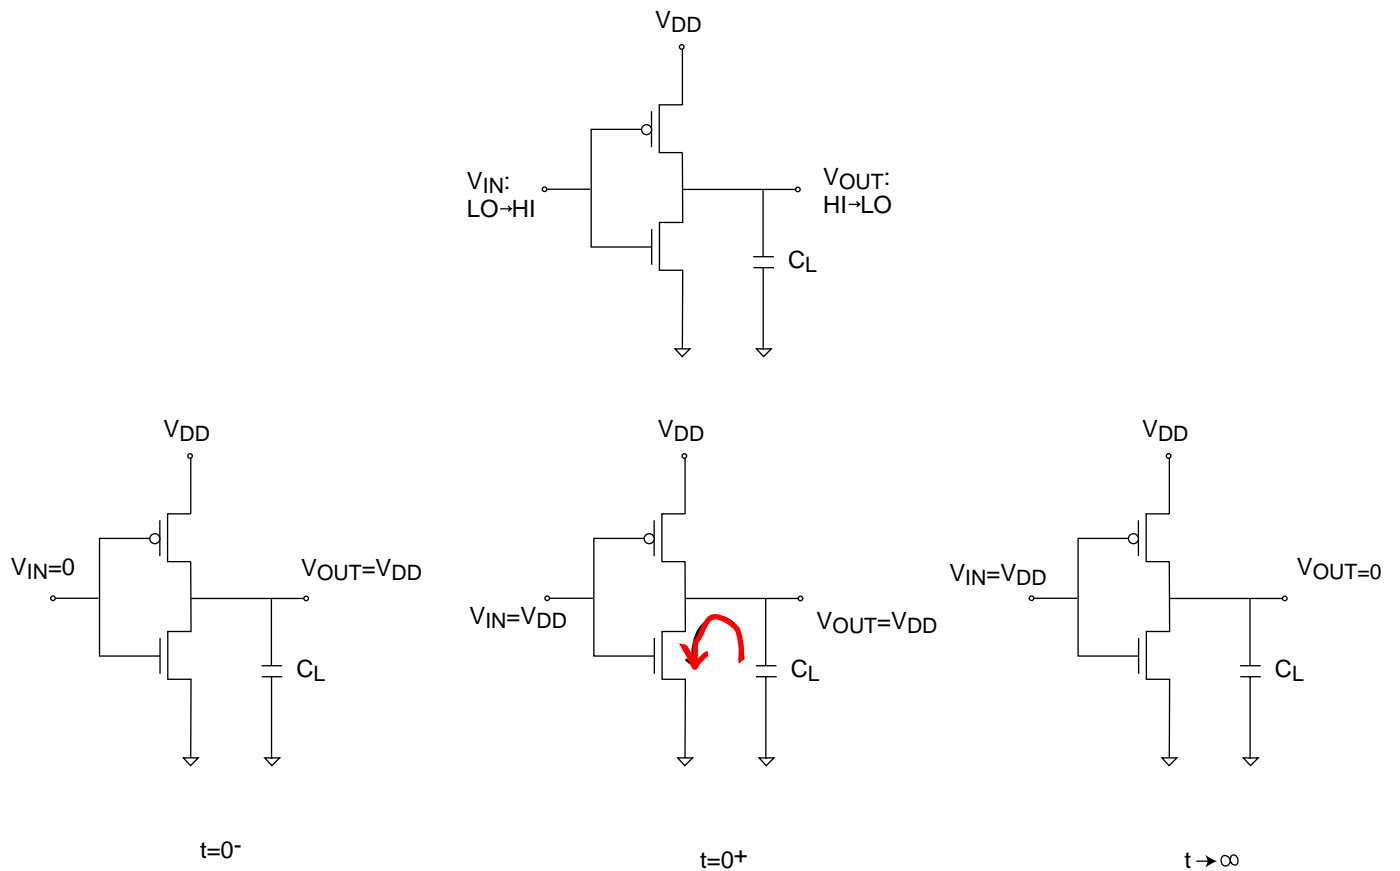 VDD
VIN:
LO→HI
VOUT:
HI→LO
CL
VDD
VIN=0
VOUT=VDD
CL
t=0-
VDD
VIN=VDD
VOUT=VDD
CL
t=0+
VDD
VIN=VDD
VOUT=0
CL
t→∞